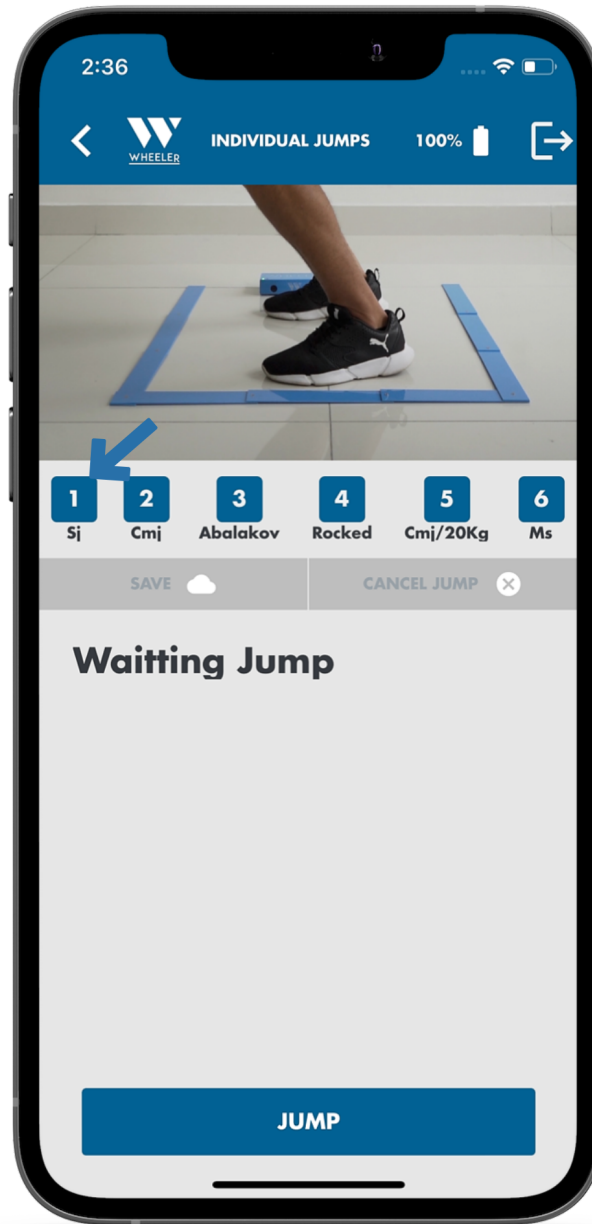 2:36
WHEELER
INDIVIDUAL JUMPS
100%
1 2 3 4 5 6
Sj Cmj Abalakov Rocked Cmj/20Kg Ms
SAVE CANCEL JUMP
Waitting Jump
JUMP